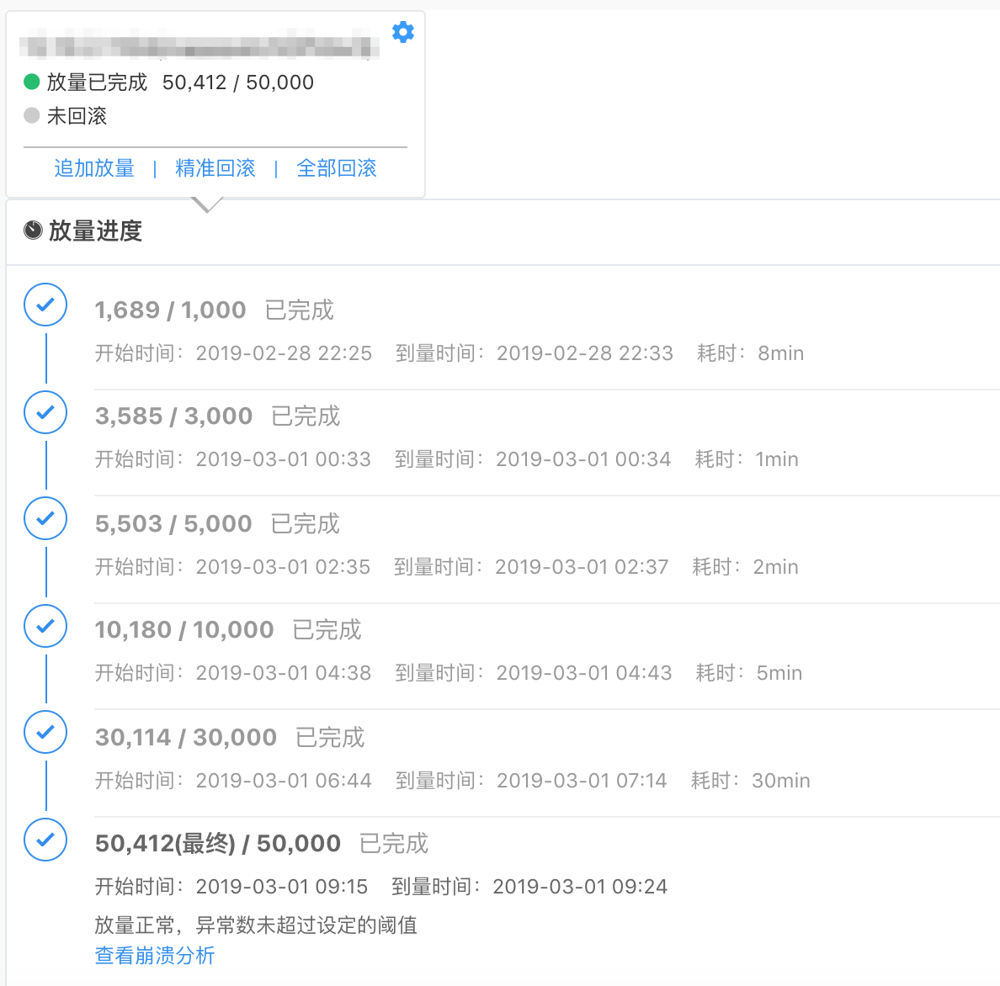 放量已完成 50,412 / 50,000
未回滚
追加放量 | 精准回滚 | 全部回滚
放量进度
1,689 / 1,000 已完成
开始时间：2019-02-28 22:25 到量时间：2019-02-28 22:33 耗时：8min
3,585 / 3,000 已完成
开始时间：2019-03-01 00:33 到量时间：2019-03-01 00:34 耗时：1min
5,503 / 5,000 已完成
开始时间：2019-03-01 02:35 到量时间：2019-03-01 02:37 耗时：2min
10,180 / 10,000 已完成
开始时间：2019-03-01 04:38 到量时间：2019-03-01 04:43 耗时：5min
30,114 / 30,000 已完成
开始时间：2019-03-01 06:44 到量时间：2019-03-01 07:14 耗时：30min
50,412(最终) / 50,000 已完成
开始时间：2019-03-01 09:15 到量时间：2019-03-01 09:24
放量正常，异常数未超过设定的阈值
查看崩溃分析